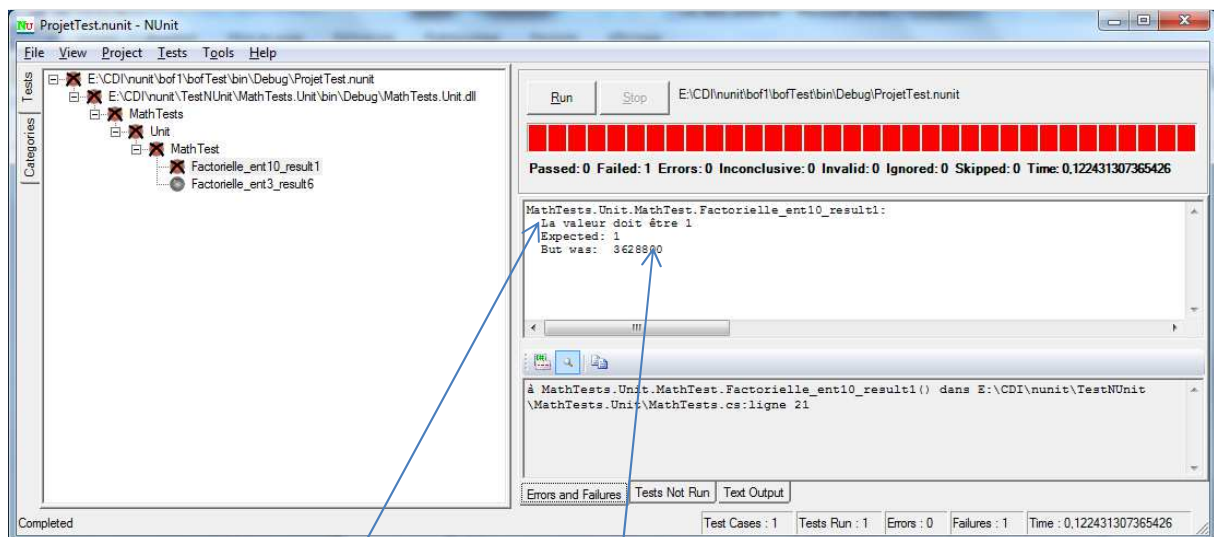 ProjetTest.nunit - NUnit
File View Project Tests Tools Help
Tests
Categories
E:\CDI\nunit\bof1\bofTest\bin\Debug\ProjetTest.nunit
E:\CDI\nunit\TestNUnit\MathTests.Unit\bin\Debug\MathTests.Unit.dll
MathTests
Unit
MathTest
Factorielle_ent10_result1
Factorielle_ent3_result6
Run Stop E:\CDI\nunit\bof1\bofTest\bin\Debug\ProjetTest.nunit
Passed: 0 Failed: 1 Errors: 0 Inconclusive: 0 Invalid: 0 Ignored: 0 Skipped: 0 Time: 0,122431307365426
MathTests.Unit.MathTest.Factorielle_ent10_result1:
La valeur doit être 1
Expected: 1
But was: 3628800
à MathTests.Unit.MathTest.Factorielle_ent10_result1() dans E:\CDI\nunit\TestNUnit
\MathTests.Unit\MathTests.cs:ligne 21
Errors and Failures Tests Not Run Text Output
Completed Test Cases : 1 Tests Run : 1 Errors : 0 Failures : 1 Time : 0,122431307365426